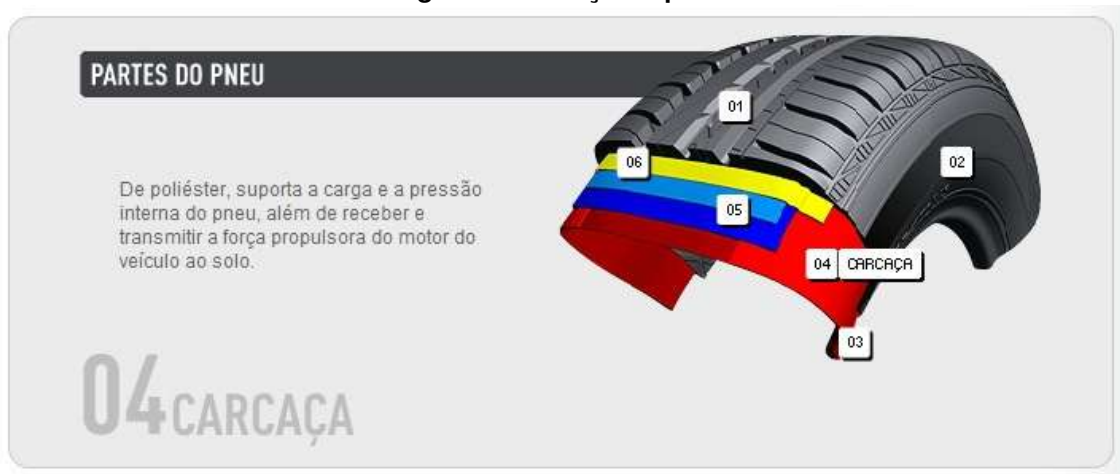 PARTES DO PNEU
De poliéster, suporta a carga e a pressão
interna do pneu, além de receber e
transmitir a força propulsora do motor do
veículo ao solo.
01
02
06
05
04 CARCAÇA
03
04 CARCAÇA